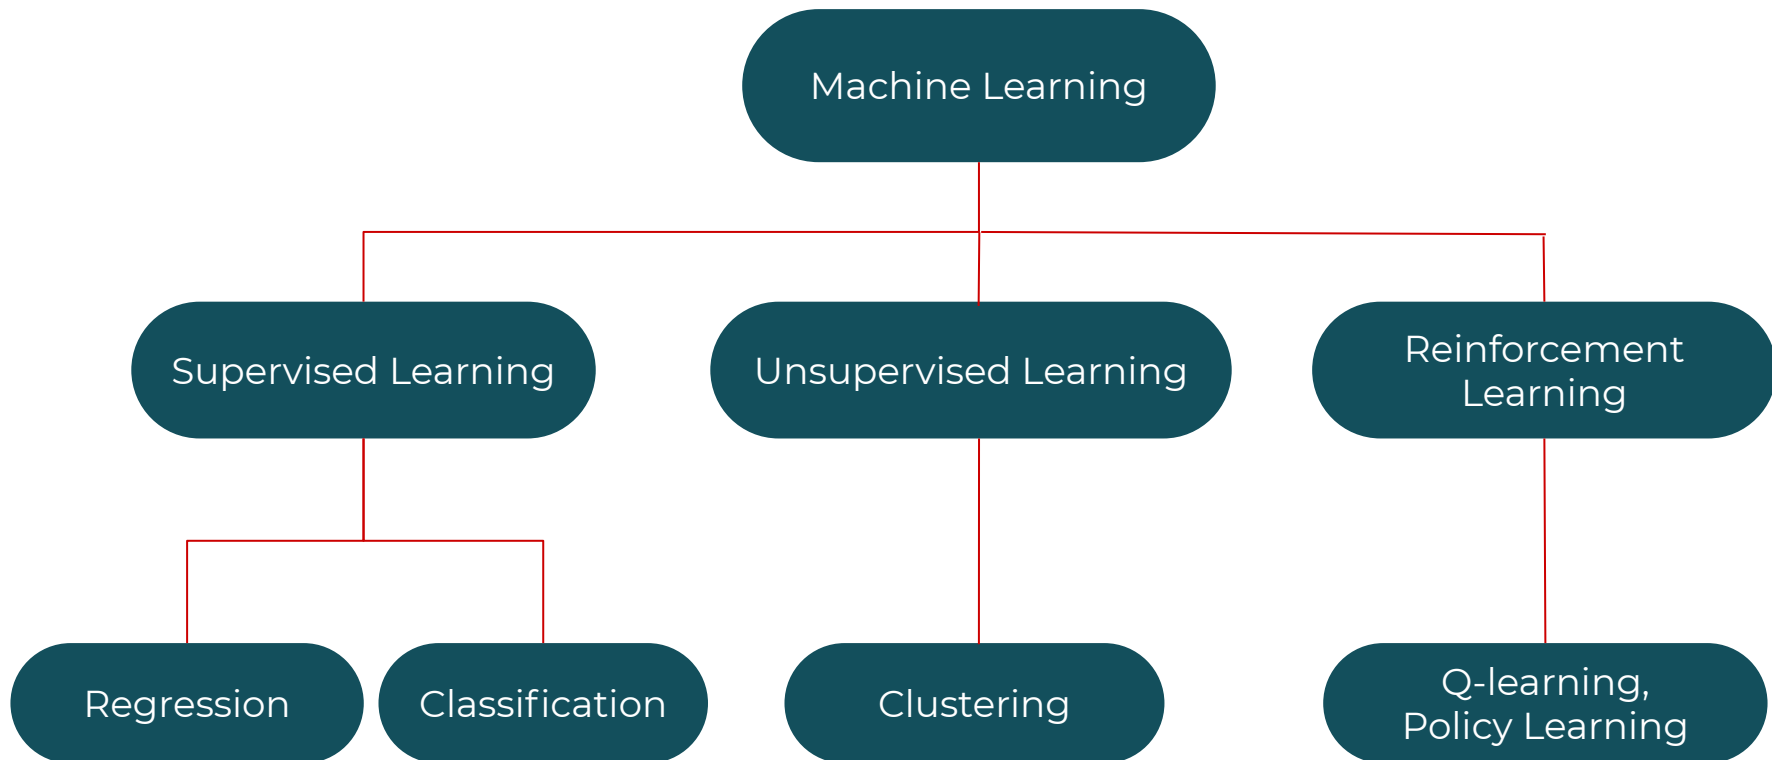 Machine Learning
Supervised Learning
Unsupervised Learning
Reinforcement
Learning
Regression
Classification
Clustering
Q-learning,
Policy Learning